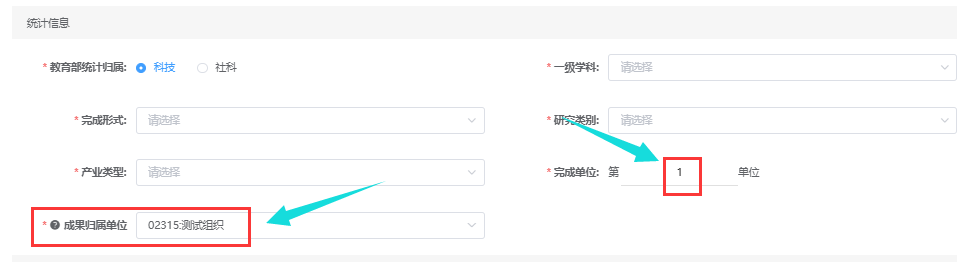 统计信息
* 教育部统计归属: 科技 社科
* 一级学科: 请选择
* 完成形式: 请选择
* 研究类别: 请选择
* 产业类型: 请选择
* 完成单位: 第 1 单位
* ? 成果归属单位 02315:测试组织